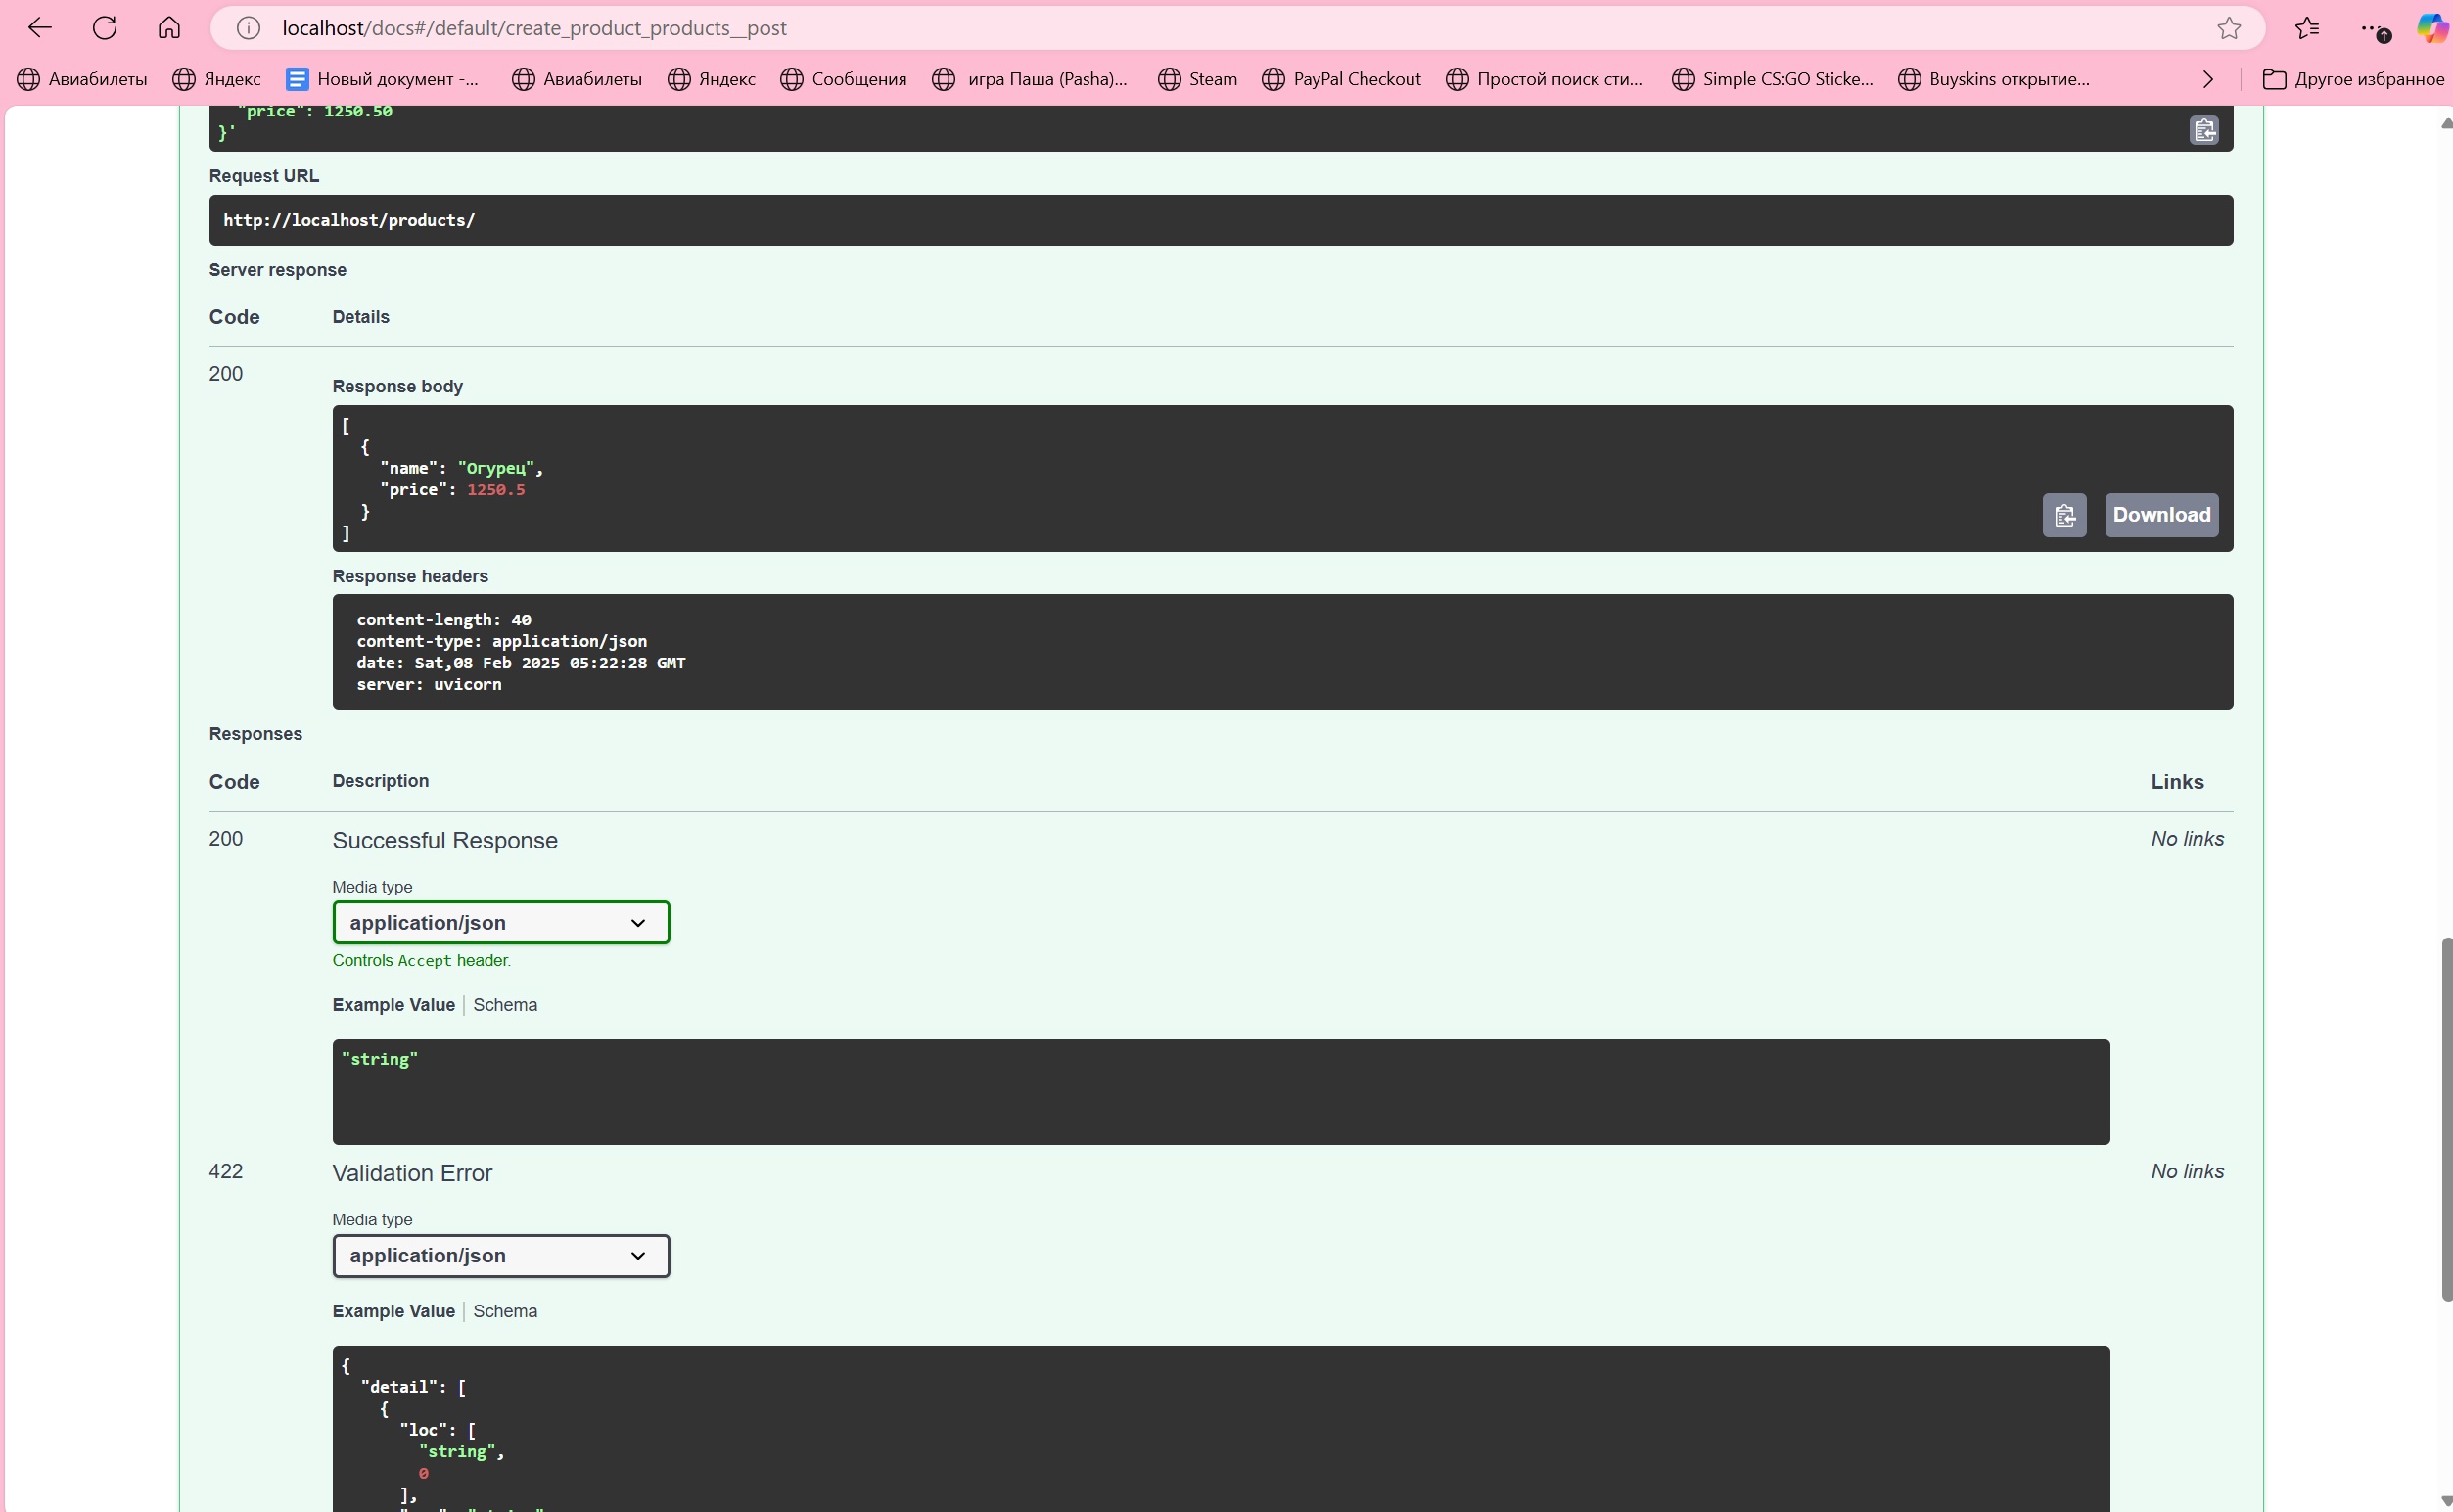 localhost/docs#/default/create_product_products__post
Авиабилеты Яндекс Новый документ -... Авиабилеты Яндекс Сообщения игра Паша (Pasha)... Steam PayPal Checkout Простой поиск сти... Simple CS:GO Sticke... Buyskins открытие... Другое избранное
"price": 1250.50
}'
Request URL
http://localhost/products/
Server response
Code Details
200
Response body
[
{
"name": "Огурец",
"price": 1250.5
}
]
Download
Response headers
content-length: 40
content-type: application/json
date: Sat,08 Feb 2025 05:22:28 GMT
server: uvicorn
Responses
Code Description Links
200 Successful Response No links
Media type
application/json
Controls Accept header.
Example Value Schema
"string"
422 Validation Error No links
Media type
application/json
Example Value Schema
{
"detail": [
{
"loc": [
"string",
0
],